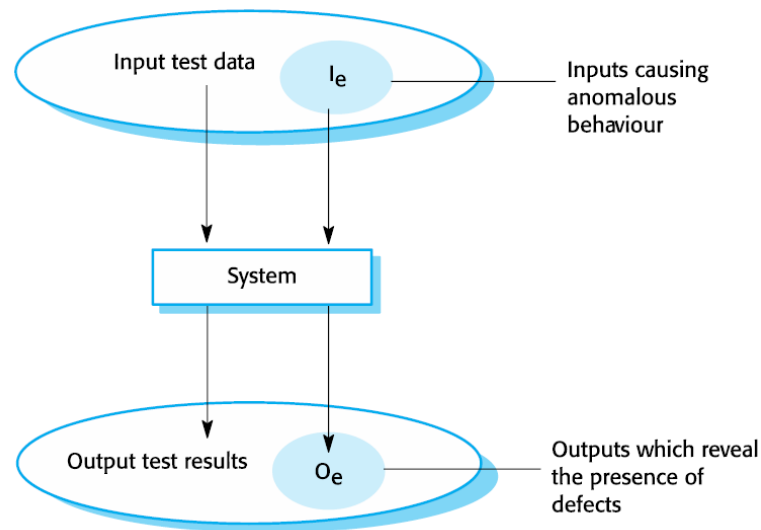 Input test data
Ie
Inputs causing
anomalous
behaviour
System
Output test results
Oe
Outputs which reveal
the presence of
defects